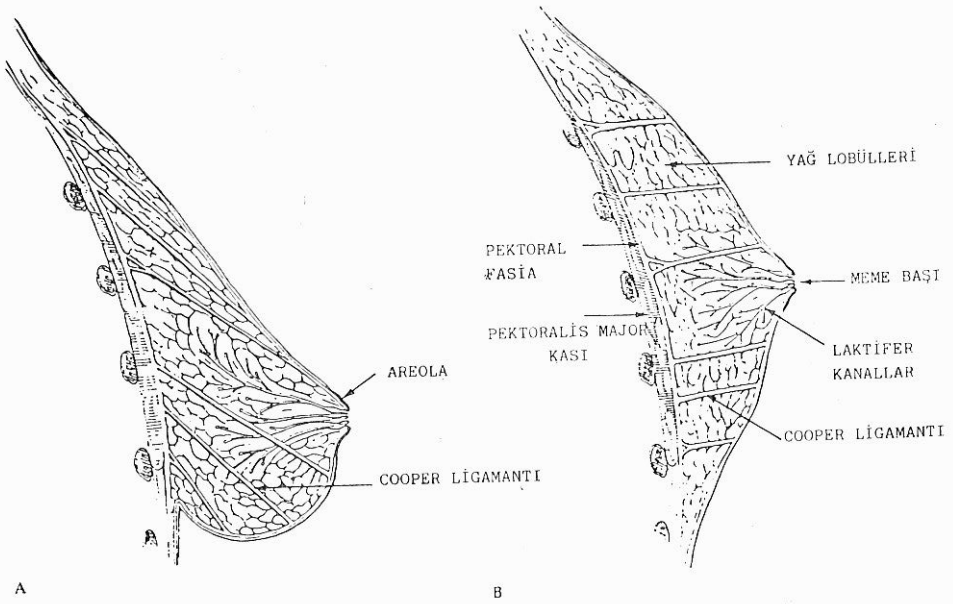 AREOLA
COOPER LİGAMANTI
A
YAĞ LOBÜLLERİ
PEKTORAL
FASİA
MEME BAŞI
PEKTORALİS MAJOR
KASI
LAKTİFER
KANALLAR
COOPER LİGAMANTI
B